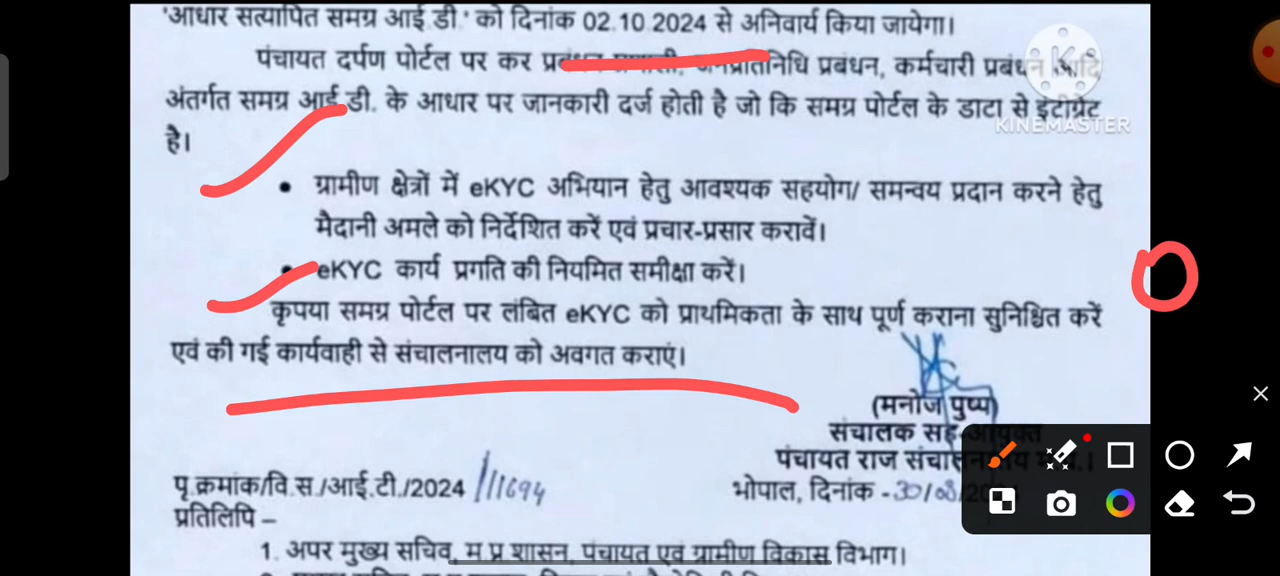 'आधार सत्यापित समग्र आई.डी.' को दिनांक 02.10.2024 से अनिवार्य किया जायेगा।
पंचायत दर्पण पोर्टल पर कर प्रबंधन प्रणाली, जनप्रतिनिधि प्रबंधन, कर्मचारी प्रबंधन आदि
अंतर्गत समग्र आई.डी. के आधार पर जानकारी दर्ज होती है जो कि समग्र पोर्टल के डाटा से इंटीग्रेट
है।
KINEMASTER
• ग्रामीण क्षेत्रों में eKYC अभियान हेतु आवश्यक सहयोग/ समन्वय प्रदान करने हेतु
मैदानी अमले को निर्देशित करें एवं प्रचार-प्रसार करावें।
• eKYC कार्य प्रगति की नियमित समीक्षा करें।
कृपया समग्र पोर्टल पर लंबित eKYC को प्राथमिकता के साथ पूर्ण कराना सुनिश्चित करें
एवं की गई कार्यवाही से संचालनालय को अवगत कराएं।
(मनोज पुष्प)
संचालक सह आयुक्त
पंचायत राज संचालनालय
पृ.क्रमांक/वि.स./आई.टी./2024 /11694
भोपाल, दिनांक -30/08/
प्रतिलिपि –
1. अपर मुख्य सचिव, म.प्र.शासन, पंचायत एवं ग्रामीण विकास विभाग।